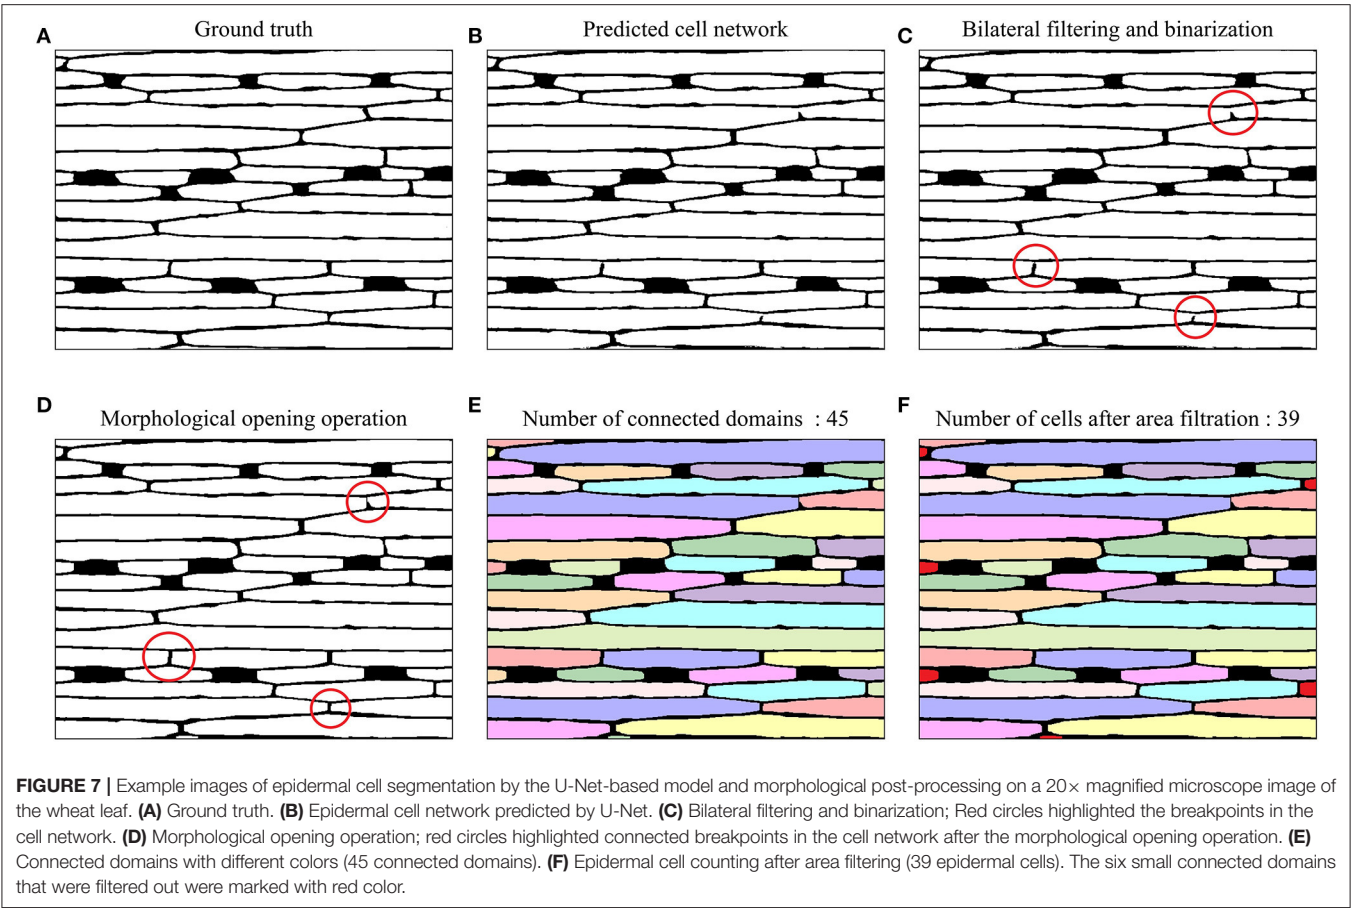 A
Ground truth
B
Predicted cell network
C
Bilateral filtering and binarization
D
Morphological opening operation
E
Number of connected domains : 45
F
Number of cells after area filtration : 39
FIGURE 7 | Example images of epidermal cell segmentation by the U-Net-based model and morphological post-processing on a 20× magnified microscope image of
the wheat leaf. (A) Ground truth. (B) Epidermal cell network predicted by U-Net. (C) Bilateral filtering and binarization; Red circles highlighted the breakpoints in the
cell network. (D) Morphological opening operation; red circles highlighted connected breakpoints in the cell network after the morphological opening operation. (E)
Connected domains with different colors (45 connected domains). (F) Epidermal cell counting after area filtering (39 epidermal cells). The six small connected domains
that were filtered out were marked with red color.